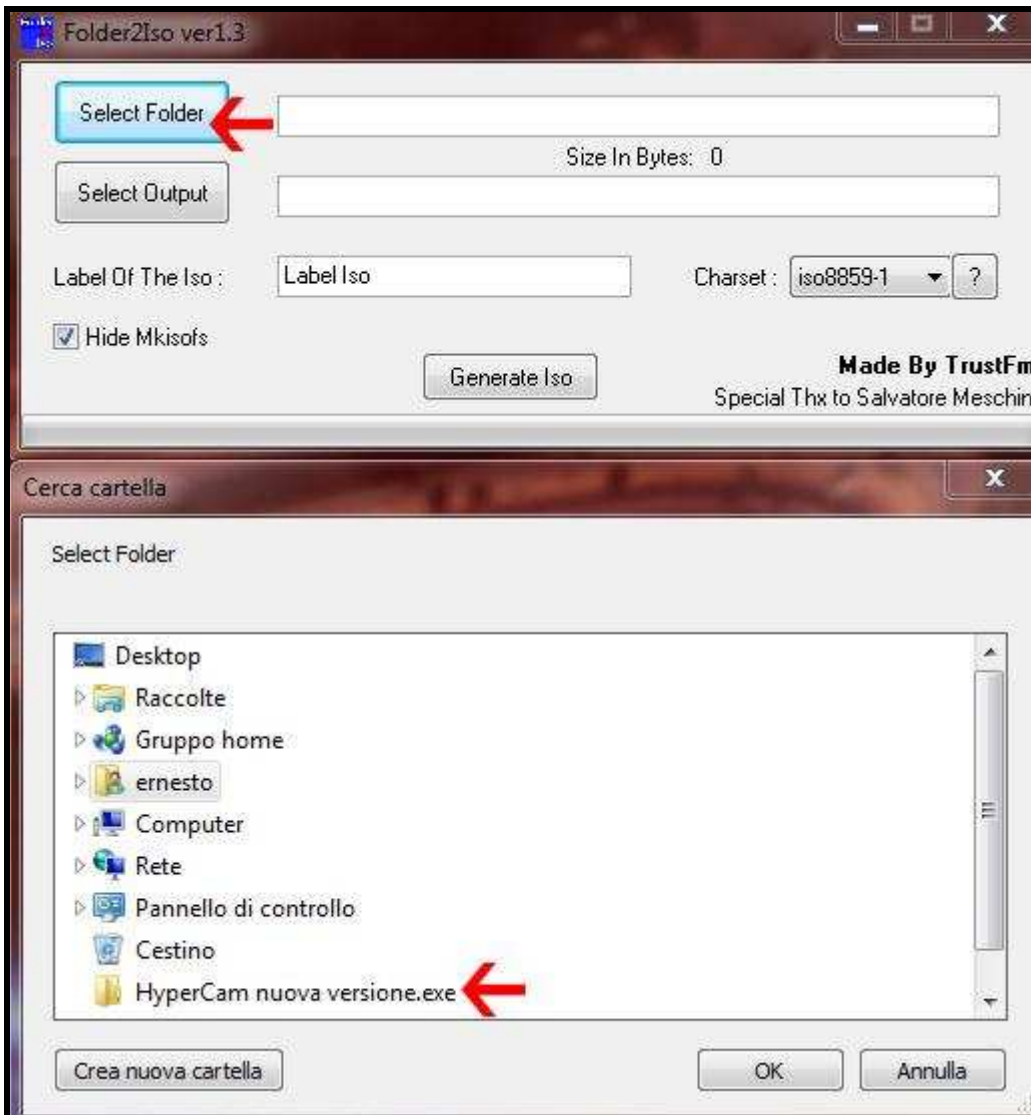 Folder2Iso ver1.3
Select Folder
Size In Bytes: 0
Select Output
Label Of The Iso :
Label Iso
Charset :
iso8859-1
?
Hide Mkisofs
Generate Iso
Made By TrustFm
Special Thx to Salvatore Meschin
Cerca cartella
Select Folder
Desktop
Raccolte
Gruppo home
ernesto
Computer
Rete
Pannello di controllo
Cestino
HyperCam nuova versione.exe
Crea nuova cartella
OK
Annulla